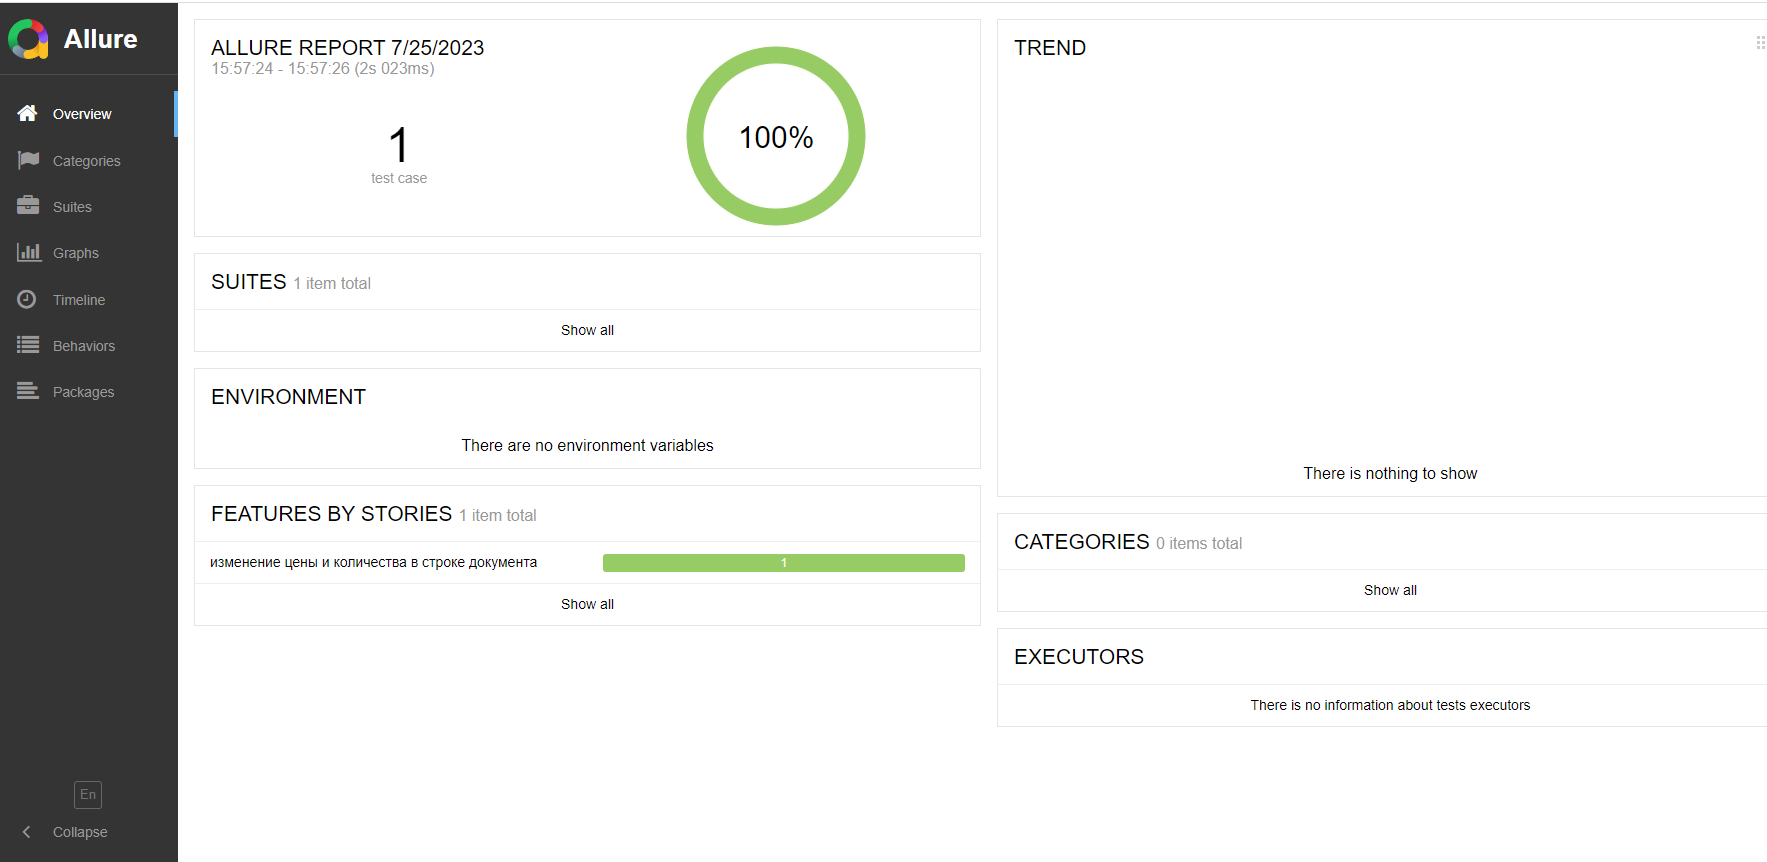 Allure
Overview
Categories
Suites
Graphs
Timeline
Behaviors
Packages
En
Collapse
ALLURE REPORT 7/25/2023
15:57:24 - 15:57:26 (2s 023ms)
1
test case
100%
SUITES 1 item total
Show all
ENVIRONMENT
There are no environment variables
FEATURES BY STORIES 1 item total
изменение цены и количества в строке документа
1
Show all
TREND
There is nothing to show
CATEGORIES 0 items total
Show all
EXECUTORS
There is no information about tests executors